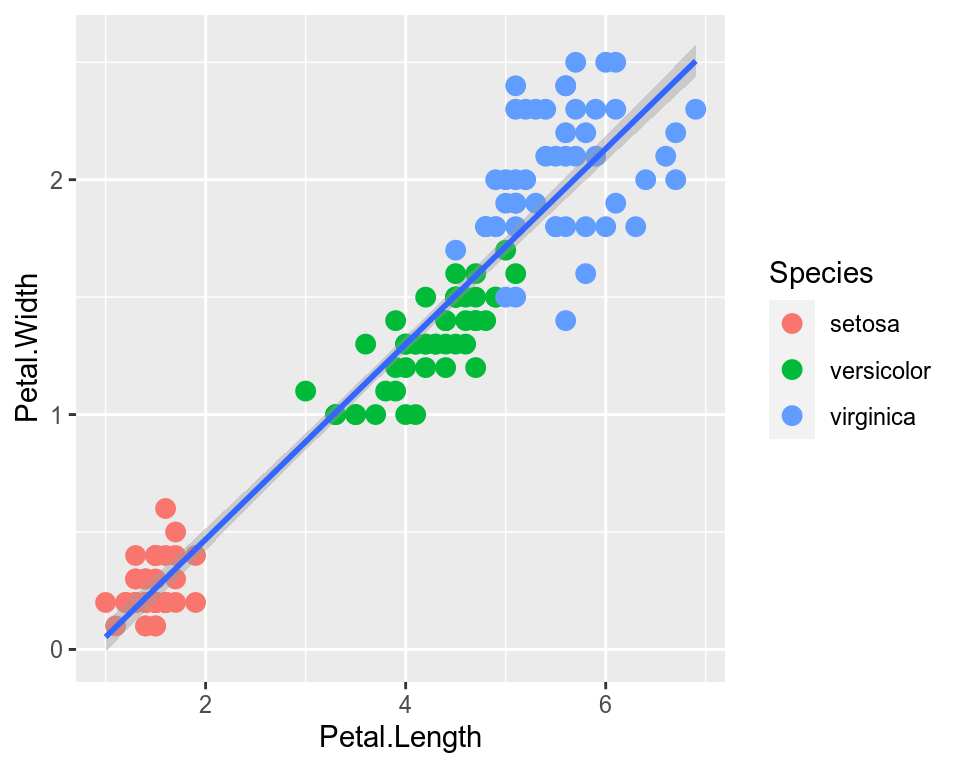 Petal.Width
2
1
0
2
4
6
Petal.Length
Species
setosa
versicolor
virginica